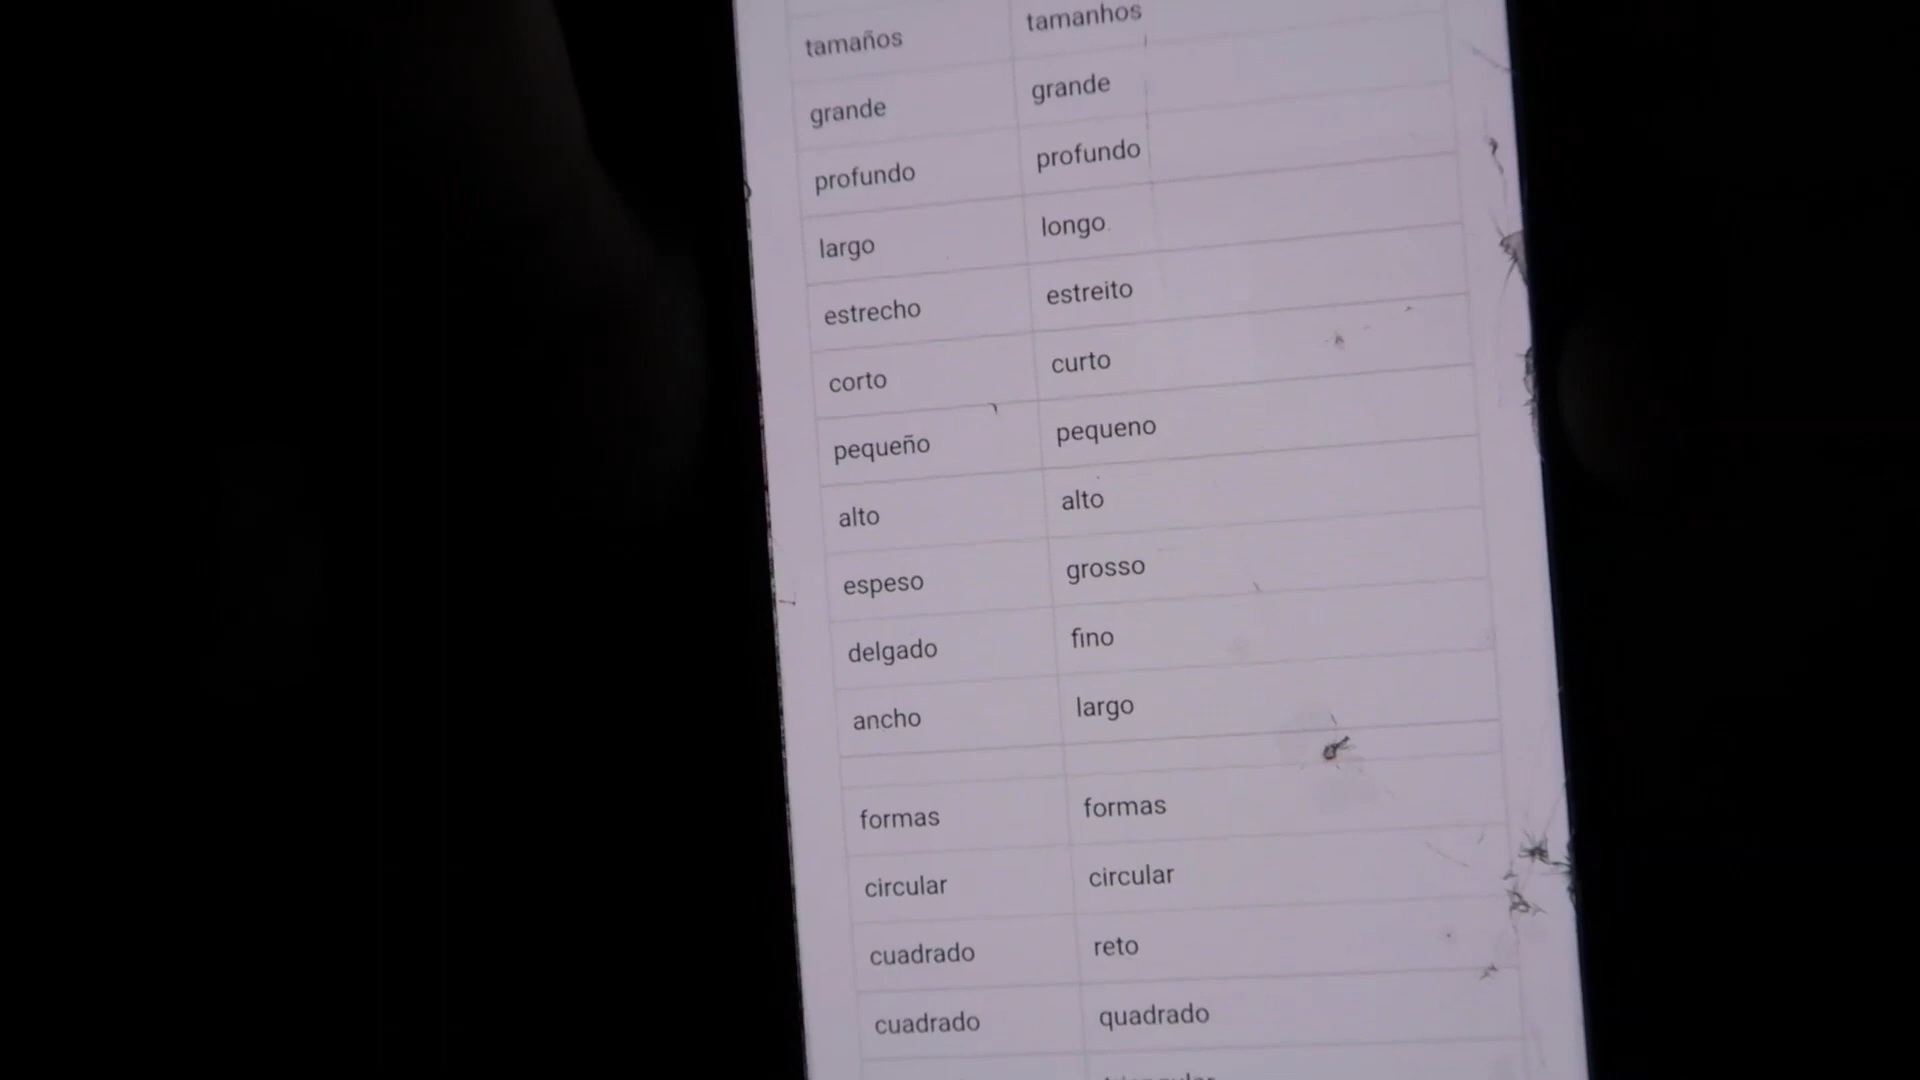 tamaños tamanhos
grande grande
profundo profundo
largo longo
estrecho estreito
corto curto
pequeño pequeno
alto alto
espeso grosso
delgado fino
ancho largo
formas formas
circular circular
cuadrado reto
cuadrado quadrado